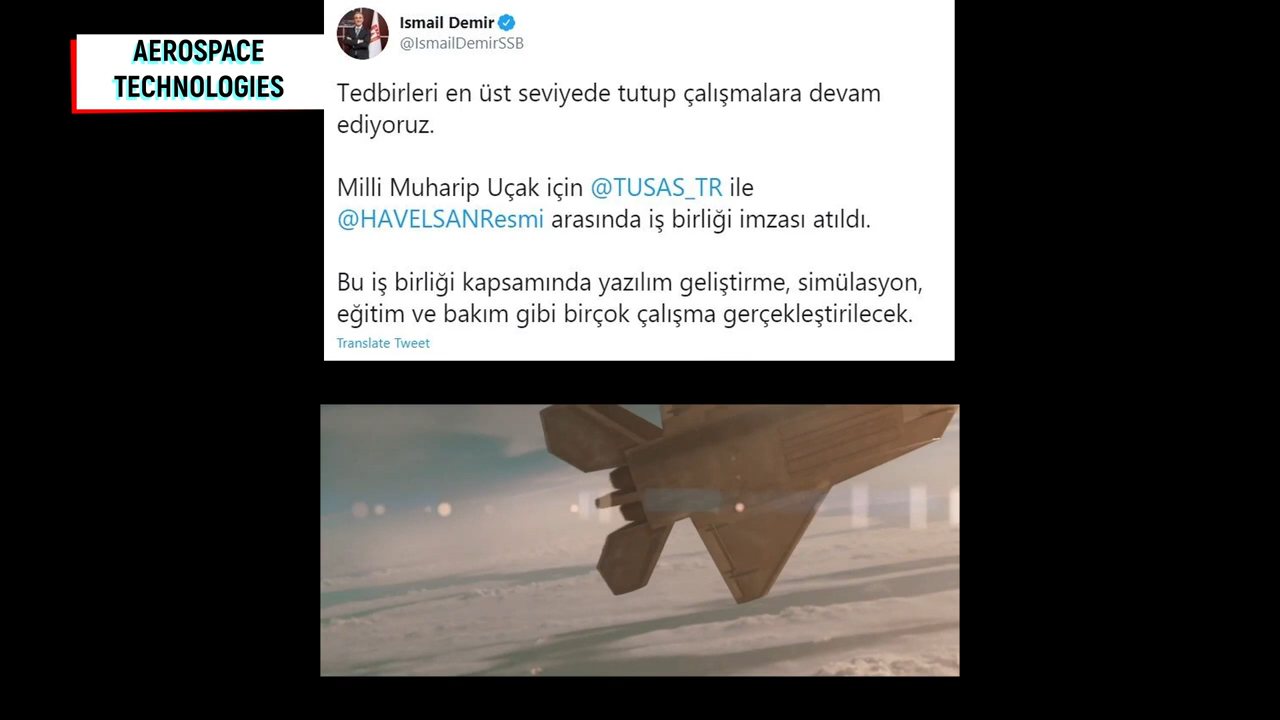 AEROSPACE
TECHNOLOGIES
Ismail Demir
@IsmailDemirSSB
Tedbirleri en üst seviyede tutup çalışmalara devam
ediyoruz.
Milli Muharip Uçak için @TUSAS_TR ile
@HAVELSANResmi arasında iş birliği imzası atıldı.
Bu iş birliği kapsamında yazılım geliştirme, simülasyon,
eğitim ve bakım gibi birçok çalışma gerçekleştirilecek.
Translate Tweet